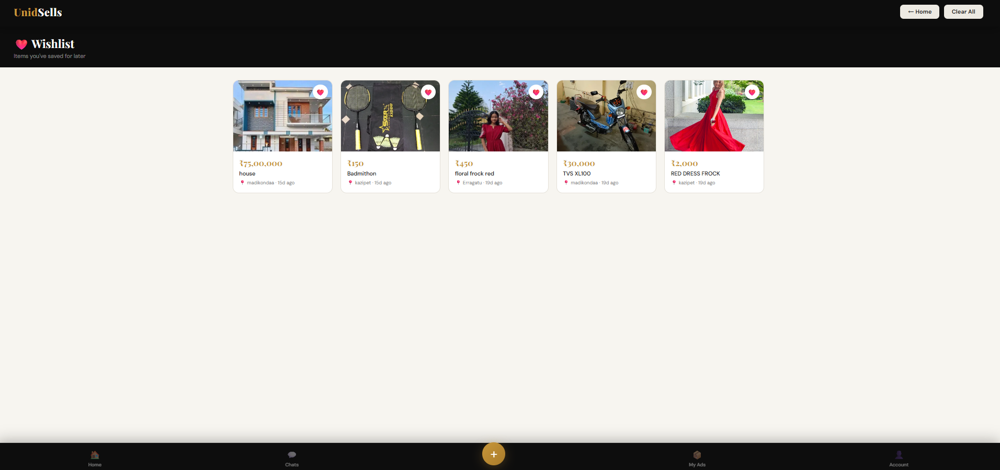 UnidSells
← Home
Clear All
Wishlist
Items you've saved for later
STAR
KIDDO
₹75,00,000
house
madikondaa · 15d ago
₹150
Badmithon
kazipet · 15d ago
₹450
floral frock red
Erragatu · 19d ago
₹30,000
TVS XL100
madikondaa · 19d ago
₹2,000
RED DRESS FROCK
kazipet · 19d ago
Home
Chats
+
My Ads
Account